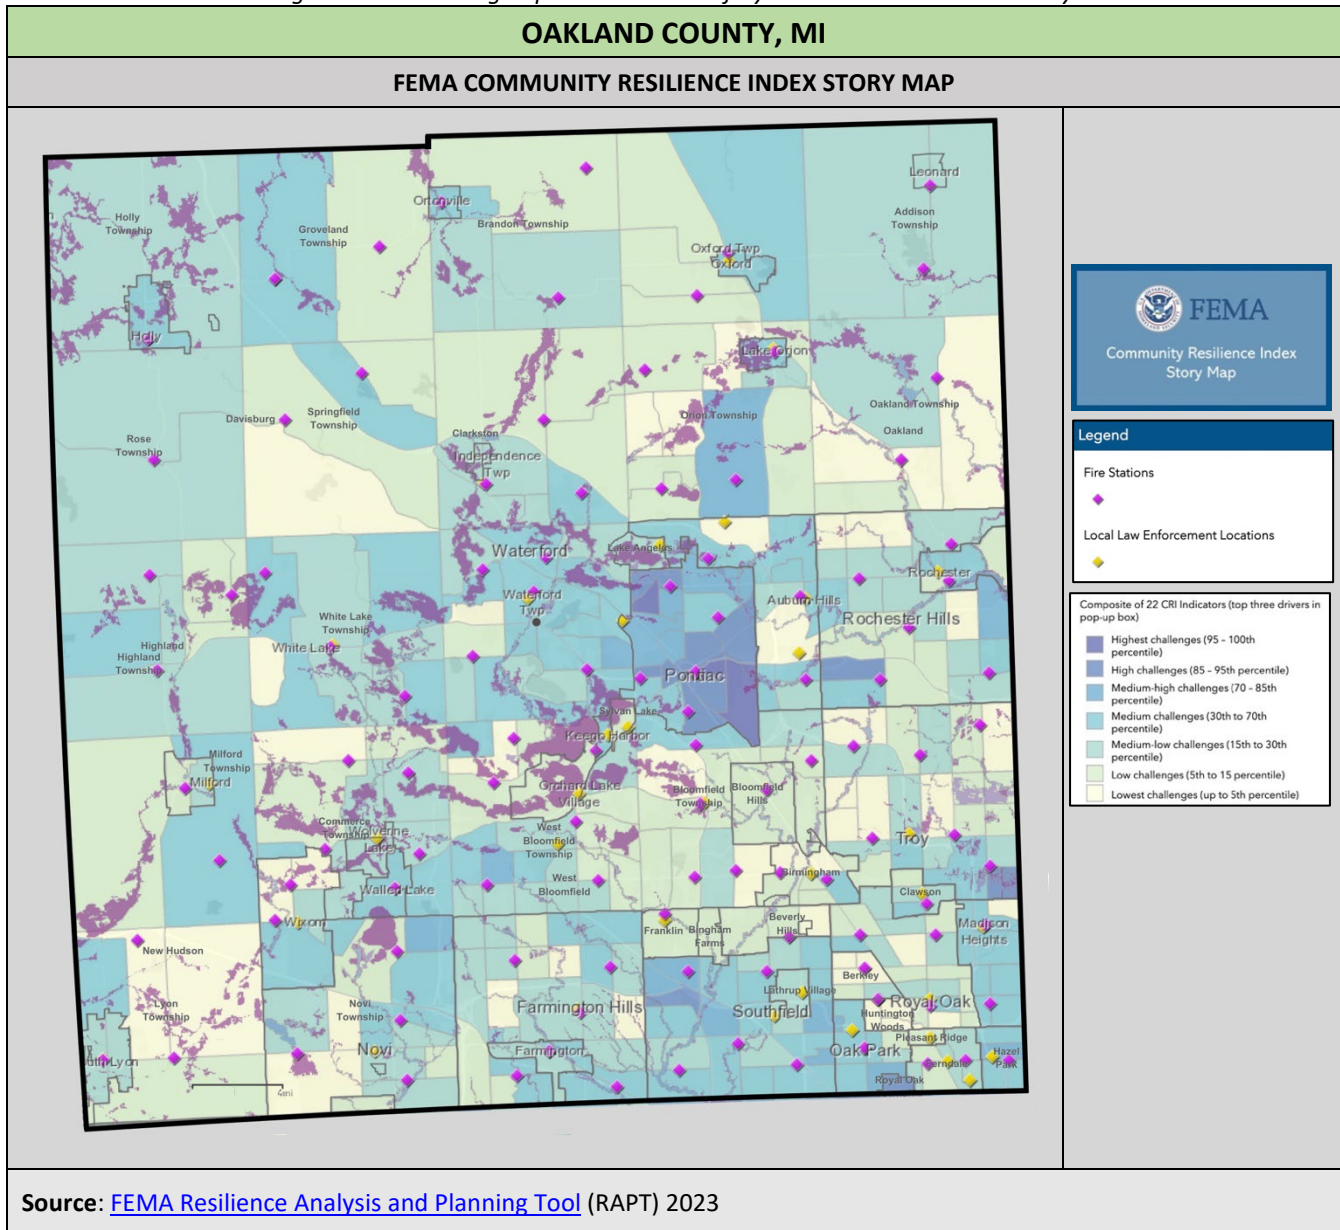 OAKLAND COUNTY, MI
FEMA COMMUNITY RESILIENCE INDEX STORY MAP
Leonard
Ortonville
Holly
Township
Groveland
Township
Brandon Township
Addison
Township
Oxford Twp
Oxford
Holly
Lake Orion
Oakland Township
Orion Township
Oakland
Davisburg
Springfield
Township
Clarkston
Independence
Twp
Rose
Township
Waterford
Lake Angelus
Rochester
Waterford
Twp
Auburn Hills
Rochester Hills
White Lake
Township
White Lake
Highland
Highland
Township
Pontiac
Sylvan Lake
Keego Harbor
Milford
Township
Milford
Orchard Lake
Village
Bloomfield
Township
Bloomfield
Hills
Commerce
Township
Wolverine
Lake
West
Bloomfield
Township
Troy
Walled Lake
West
Bloomfield
Birmingham
Clawson
Wixom
Franklin
Bingham
Farms
Beverly
Hills
Madison
Heights
New Hudson
Berkley
Lyon
Township
Novi
Township
Farmington Hills
Lathrup Village
Southfield
Royal Oak
Huntington
Woods
Pleasant Ridge
Novi
Farmington
Oak Park
Ferndale
Hazel
Park
Royal Oak
4mi
FEMA
Community Resilience Index
Story Map
Legend
Fire Stations
Local Law Enforcement Locations
Composite of 22 CRI Indicators (top three drivers in
pop-up box)
Highest challenges (95 - 100th
percentile)
High challenges (85 - 95th percentile)
Medium-high challenges (70 - 85th
percentile)
Medium challenges (30th to 70th
percentile)
Medium-low challenges (15th to 30th
percentile)
Low challenges (5th to 15 percentile)
Lowest challenges (up to 5th percentile)
Source: FEMA Resilience Analysis and Planning Tool (RAPT) 2023